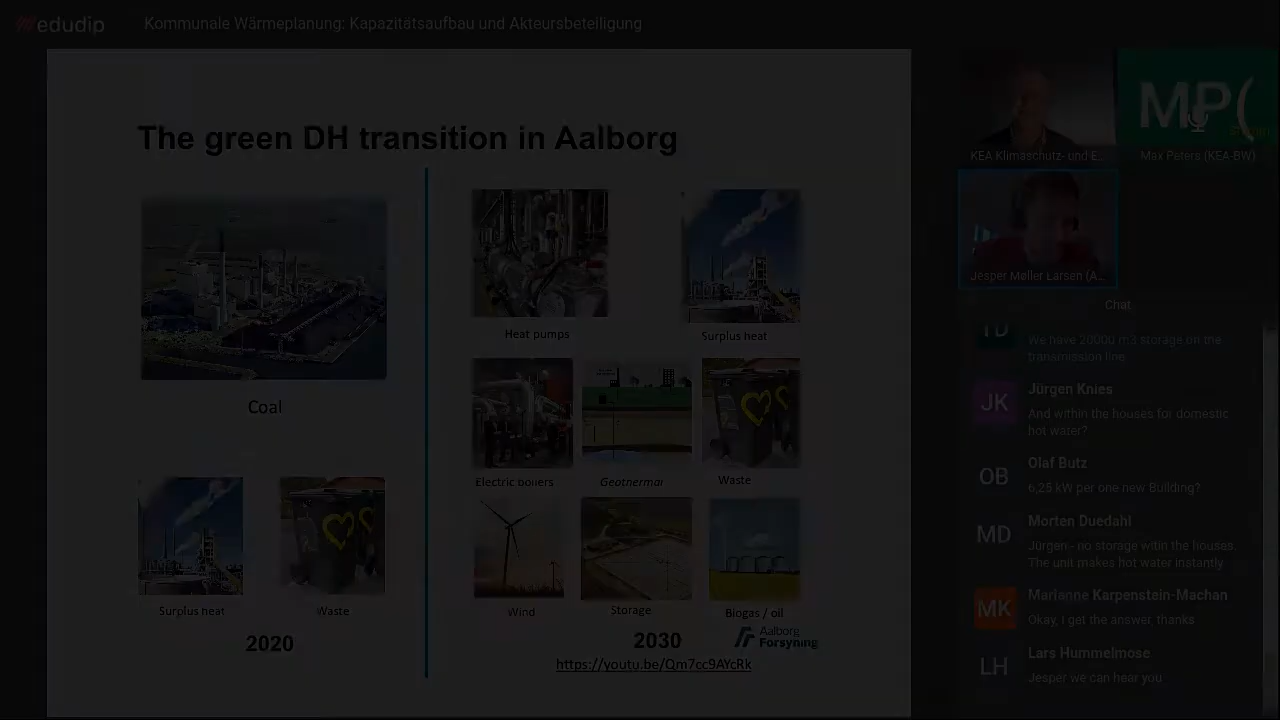 edudip
Kommunale Wärmeplanung: Kapazitätsaufbau und Akteursbeteiligung
The green DH transition in Aalborg
Coal
Surplus heat
Waste
2020
Heat pumps
Surplus heat
Electric boilers
Geothermal
Waste
Wind
Storage
Biogas / oil
2030
Aalborg
Forsyning
https://youtu.be/Qm7cc9AYcRk
KEA Klimaschutz- und E...
MP(
Max Peters (KEA-BW)
Jesper Møller Larsen (A...
Chat
TD
We have 20000 m3 storage on the
transmission line
JK
Jürgen Knies
And within the houses for domestic
hot water?
OB
Olaf Butz
6,25 kW per one new Building?
MD
Morten Duedahl
Jürgen - no storage witin the houses.
The unit makes hot water instantly
MK
Marianne Karpenstein-Machan
Okay, I get the answer, thanks
LH
Lars Hummelmose
Jesper we can hear you